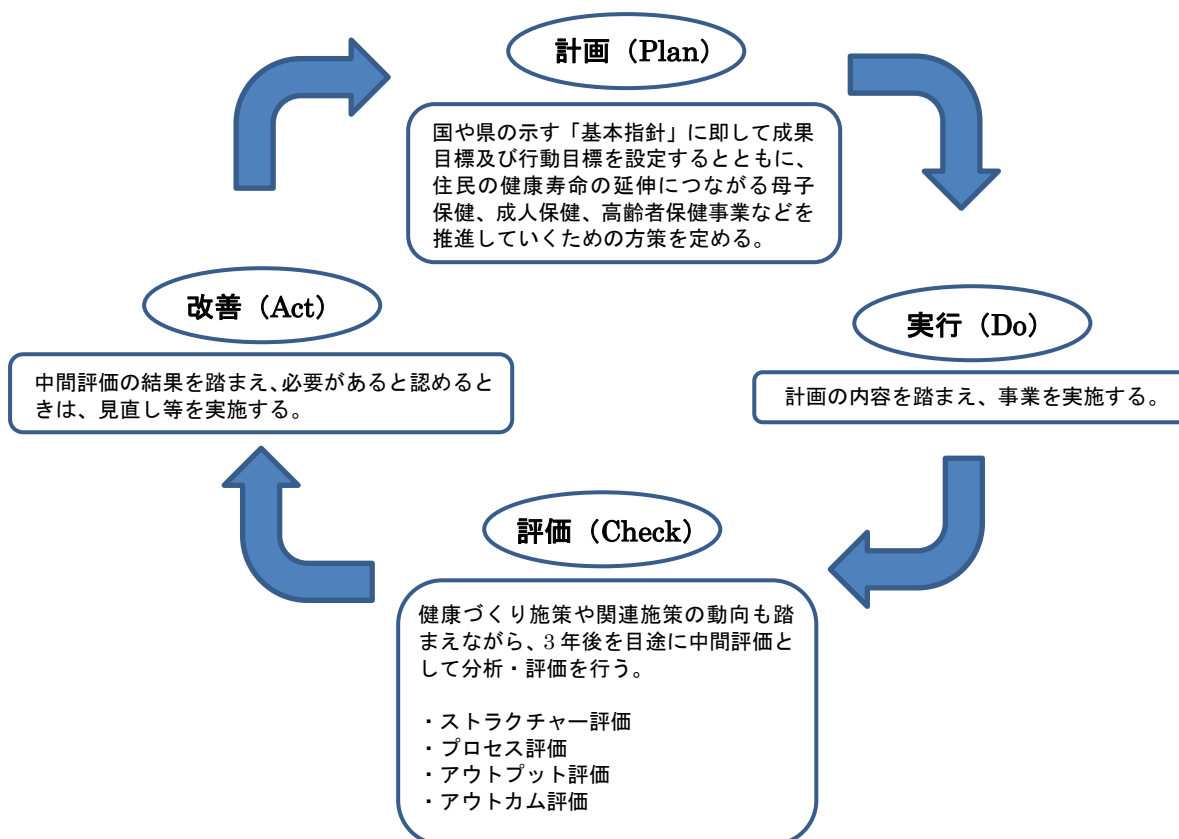 計画（Plan）
国や県の示す「基本指針」に即して成果
目標及び行動目標を設定するとともに、
住民の健康寿命の延伸につながる母子
保健、成人保健、高齢者保健事業などを
推進していくための方策を定める。
改善（Act）
中間評価の結果を踏まえ、必要があると認めると
きは、見直し等を実施する。
実行（Do）
計画の内容を踏まえ、事業を実施する。
評価（Check）
健康づくり施策や関連施策の動向も踏
まえながら、3 年後を目途に中間評価と
して分析・評価を行う。
・ストラクチャー評価
・プロセス評価
・アウトプット評価
・アウトカム評価